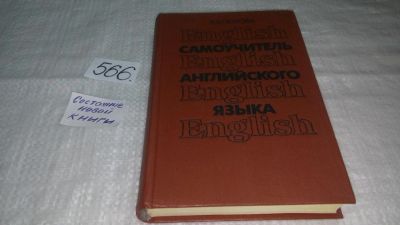 566.
Состояние
новой
книги
English
САМОУЧИТЕЛЬ
English
АНГЛИЙСКОГО
English
ЯЗЫКА
English